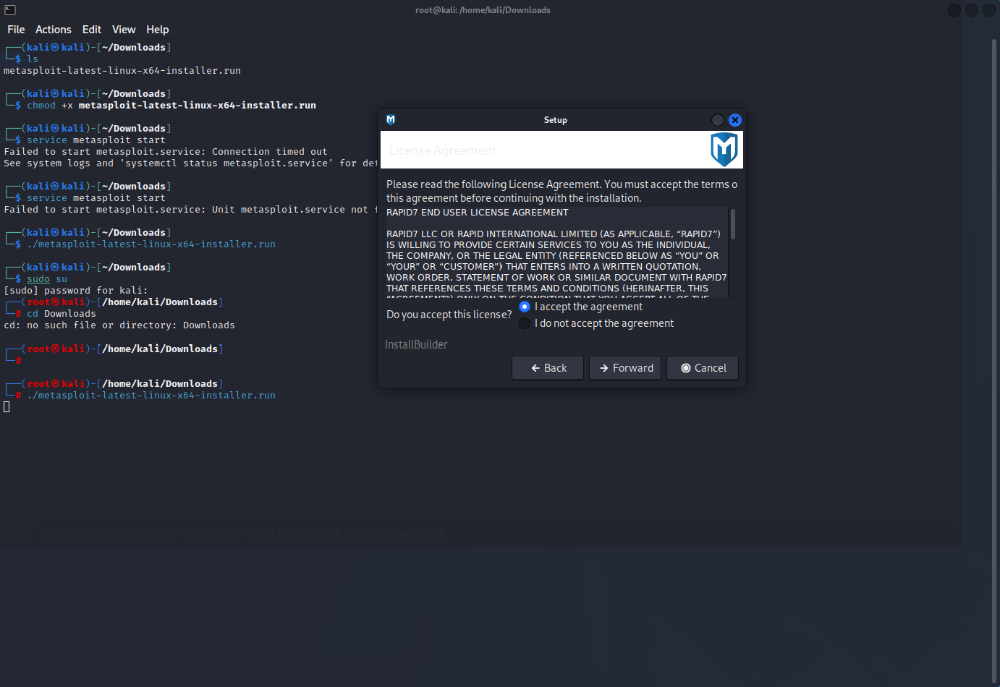 root@kali: /home/kali/Downloads
File Actions Edit View Help
┌──(kali㉿kali)-[~/Downloads]
└─$ ls
metasploit-latest-linux-x64-installer.run
┌──(kali㉿kali)-[~/Downloads]
└─$ chmod +x metasploit-latest-linux-x64-installer.run
┌──(kali㉿kali)-[~/Downloads]
└─$ service metasploit start
Failed to start metasploit.service: Connection timed out
See system logs and 'systemctl status metasploit.service' for det
┌──(kali㉿kali)-[~/Downloads]
└─$ service metasploit start
Failed to start metasploit.service: Unit metasploit.service not f
┌──(kali㉿kali)-[~/Downloads]
└─$ ./metasploit-latest-linux-x64-installer.run
┌──(kali㉿kali)-[~/Downloads]
└─$ sudo su
[sudo] password for kali:
┌──(root㉿kali)-[/home/kali/Downloads]
└─# cd Downloads
cd: no such file or directory: Downloads
┌──(root㉿kali)-[/home/kali/Downloads]
└─#
┌──(root㉿kali)-[/home/kali/Downloads]
└─# ./metasploit-latest-linux-x64-installer.run
Setup
License Agreement
Please read the following License Agreement. You must accept the terms o
this agreement before continuing with the installation.
RAPID7 END USER LICENSE AGREEMENT
RAPID7 LLC OR RAPID INTERNATIONAL LIMITED (AS APPLICABLE, “RAPID7”)
IS WILLING TO PROVIDE CERTAIN SERVICES TO YOU AS THE INDIVIDUAL,
THE COMPANY, OR THE LEGAL ENTITY (REFERENCED BELOW AS “YOU” OR
“YOUR” OR “CUSTOMER”) THAT ENTERS INTO A WRITTEN QUOTATION,
WORK ORDER, STATEMENT OF WORK OR SIMILAR DOCUMENT WITH RAPID7
THAT REFERENCES THESE TERMS AND CONDITIONS (HERINAFTER, THIS
“AGREEMENT”) ONLY ON THE CONDITION THAT YOU ACCEPT ALL OF THE
Do you accept this license?
I accept the agreement
I do not accept the agreement
InstallBuilder
Back Forward Cancel